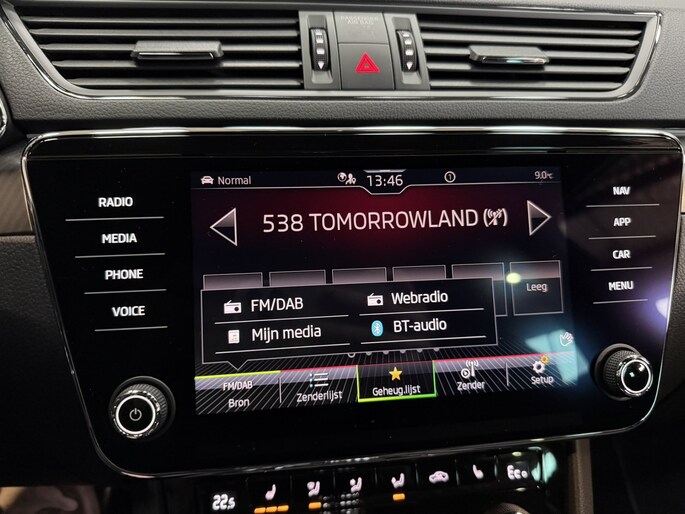 PASSENGER
AIR BAG
Normal
13:46
1
9.0°C
RADIO
MEDIA
PHONE
VOICE
538 TOMORROWLAND
NAV
APP
CAR
MENU
Leeg
FM/DAB
Webradio
Mijn media
BT-audio
FM/DAB
Bron
Zenderlijst
Geheug.lijst
Zender
Setup
22.5